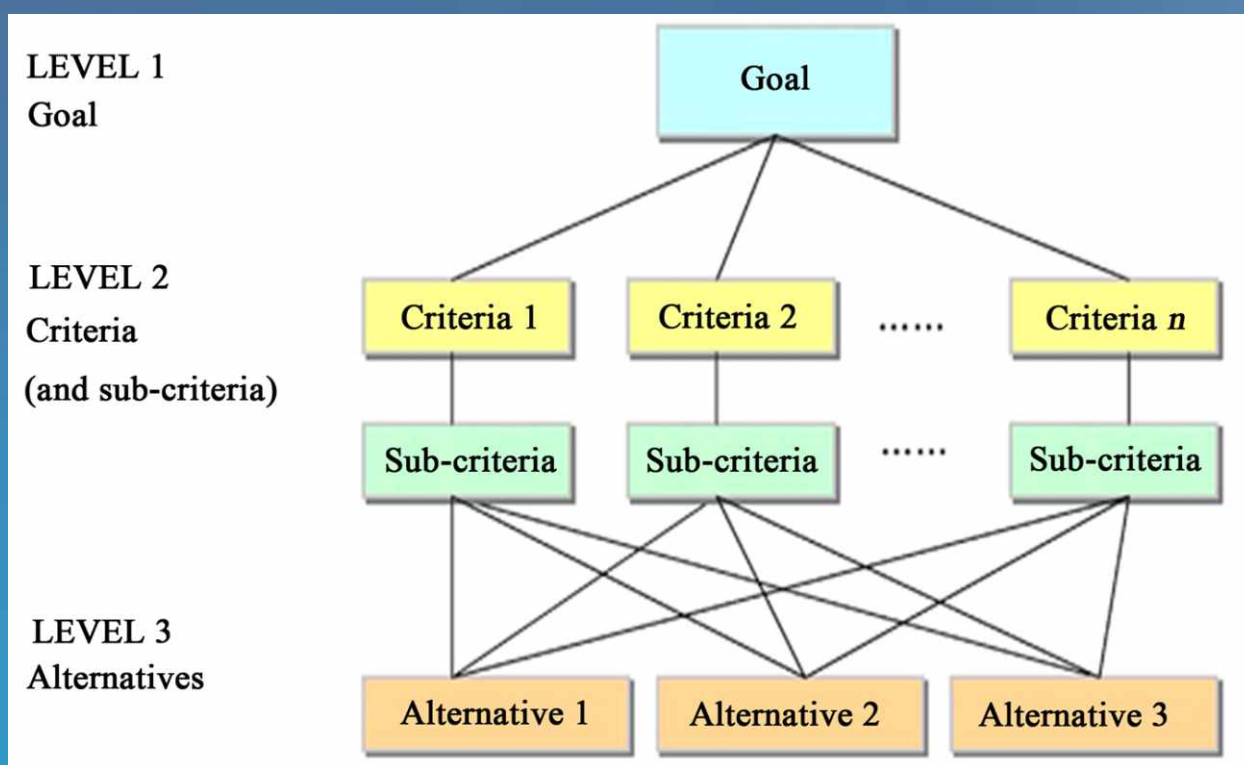 LEVEL 1
Goal
Goal
LEVEL 2
Criteria
(and sub-criteria)
Criteria 1
Criteria 2
......
Criteria n
Sub-criteria
Sub-criteria
......
Sub-criteria
LEVEL 3
Alternatives
Alternative 1
Alternative 2
Alternative 3